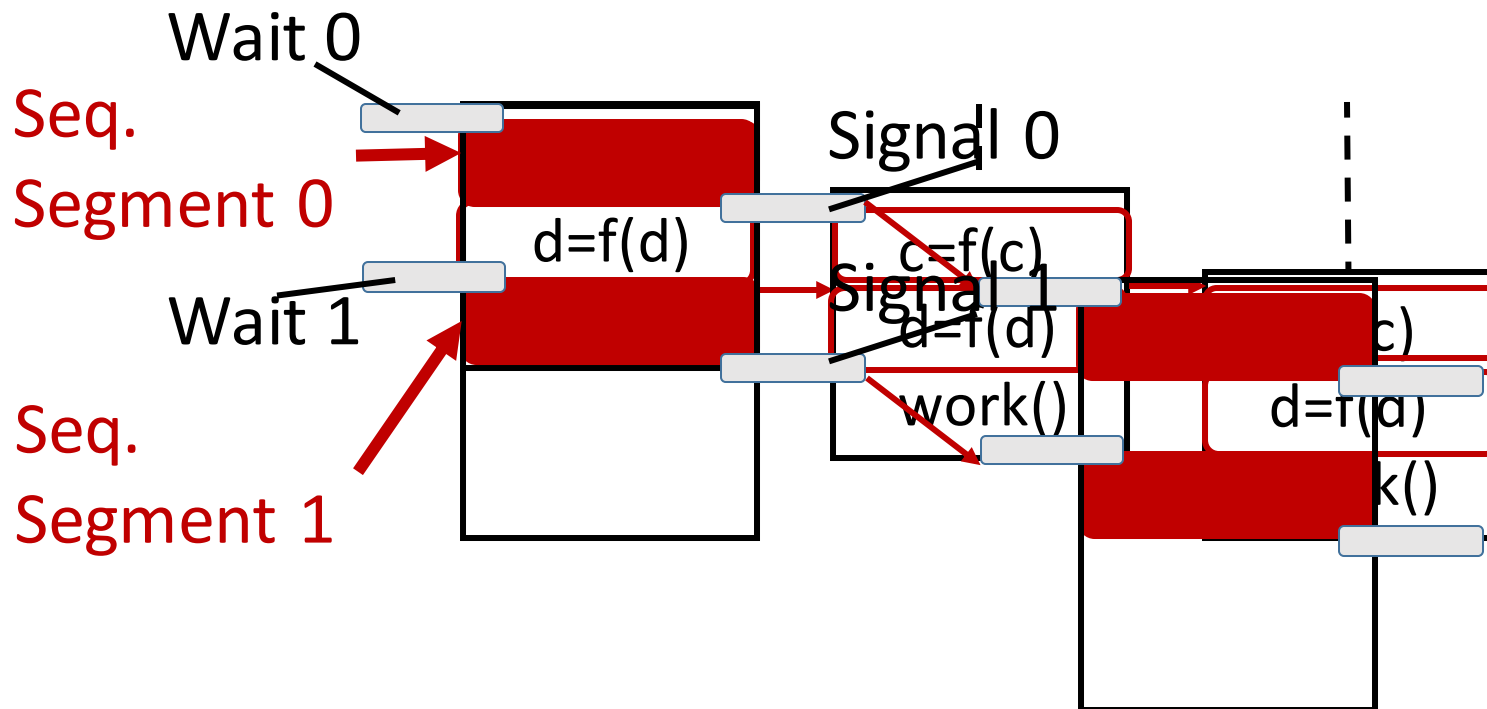 Wait 0
Seq.
Segment 0
Signal 0
d=f(d)
c=f(c)
Wait 1
Signal 1
d=f(d)
c)
d=f(d)
work()
Seq.
Segment 1
k()